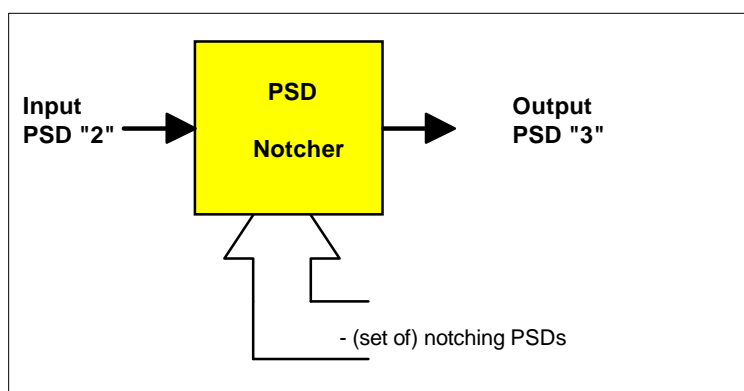 PSD
Notcher
Input
PSD "2"
Output
PSD "3"
- (set of) notching PSDs